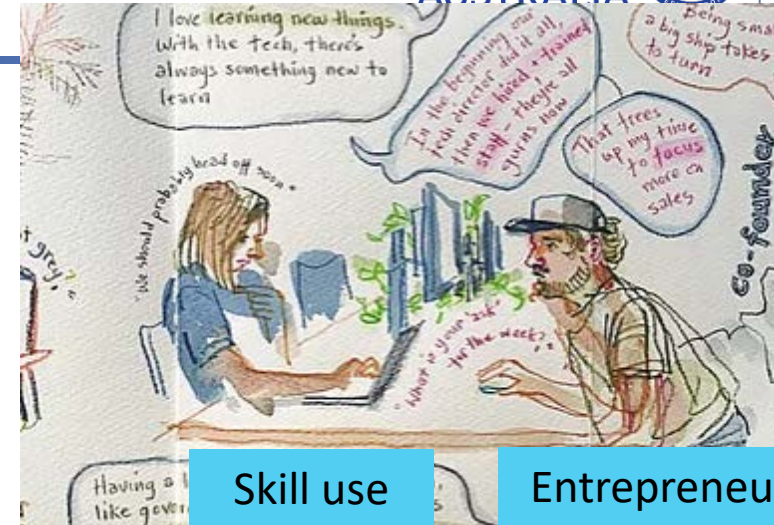 AUSTRALIA
I love learning new things.
With the tech, there's
always something new to
learn
In the beginning our
tech director did it all,
then we hired + trained
staff - they're all
guns now
Being sma
a big ship takes
to turn
That frees
up my time
to focus
more on
sales
Co-founder
"We should probably head off soon"
grey?"
"What is your
for the week?"
Having a
like gover
Skill use
Entrepreneu